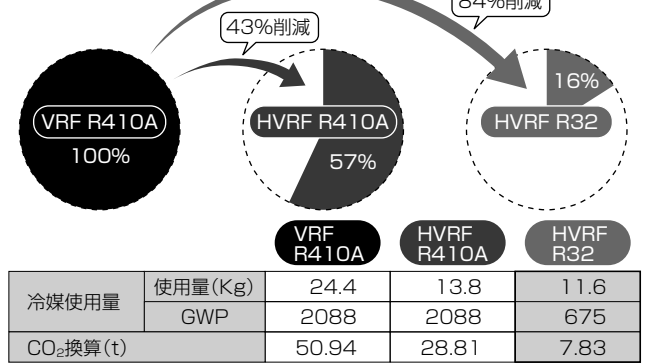 84%削減
43%削減
VRF R410A
100%
HVRF R410A
57%
16%
HVRF R32
VRF
R410A
HVRF
R410A
HVRF
R32
冷媒使用量 使用量(Kg) 24.4 13.8 11.6
GWP 2088 2088 675
CO₂換算(t) 50.94 28.81 7.83